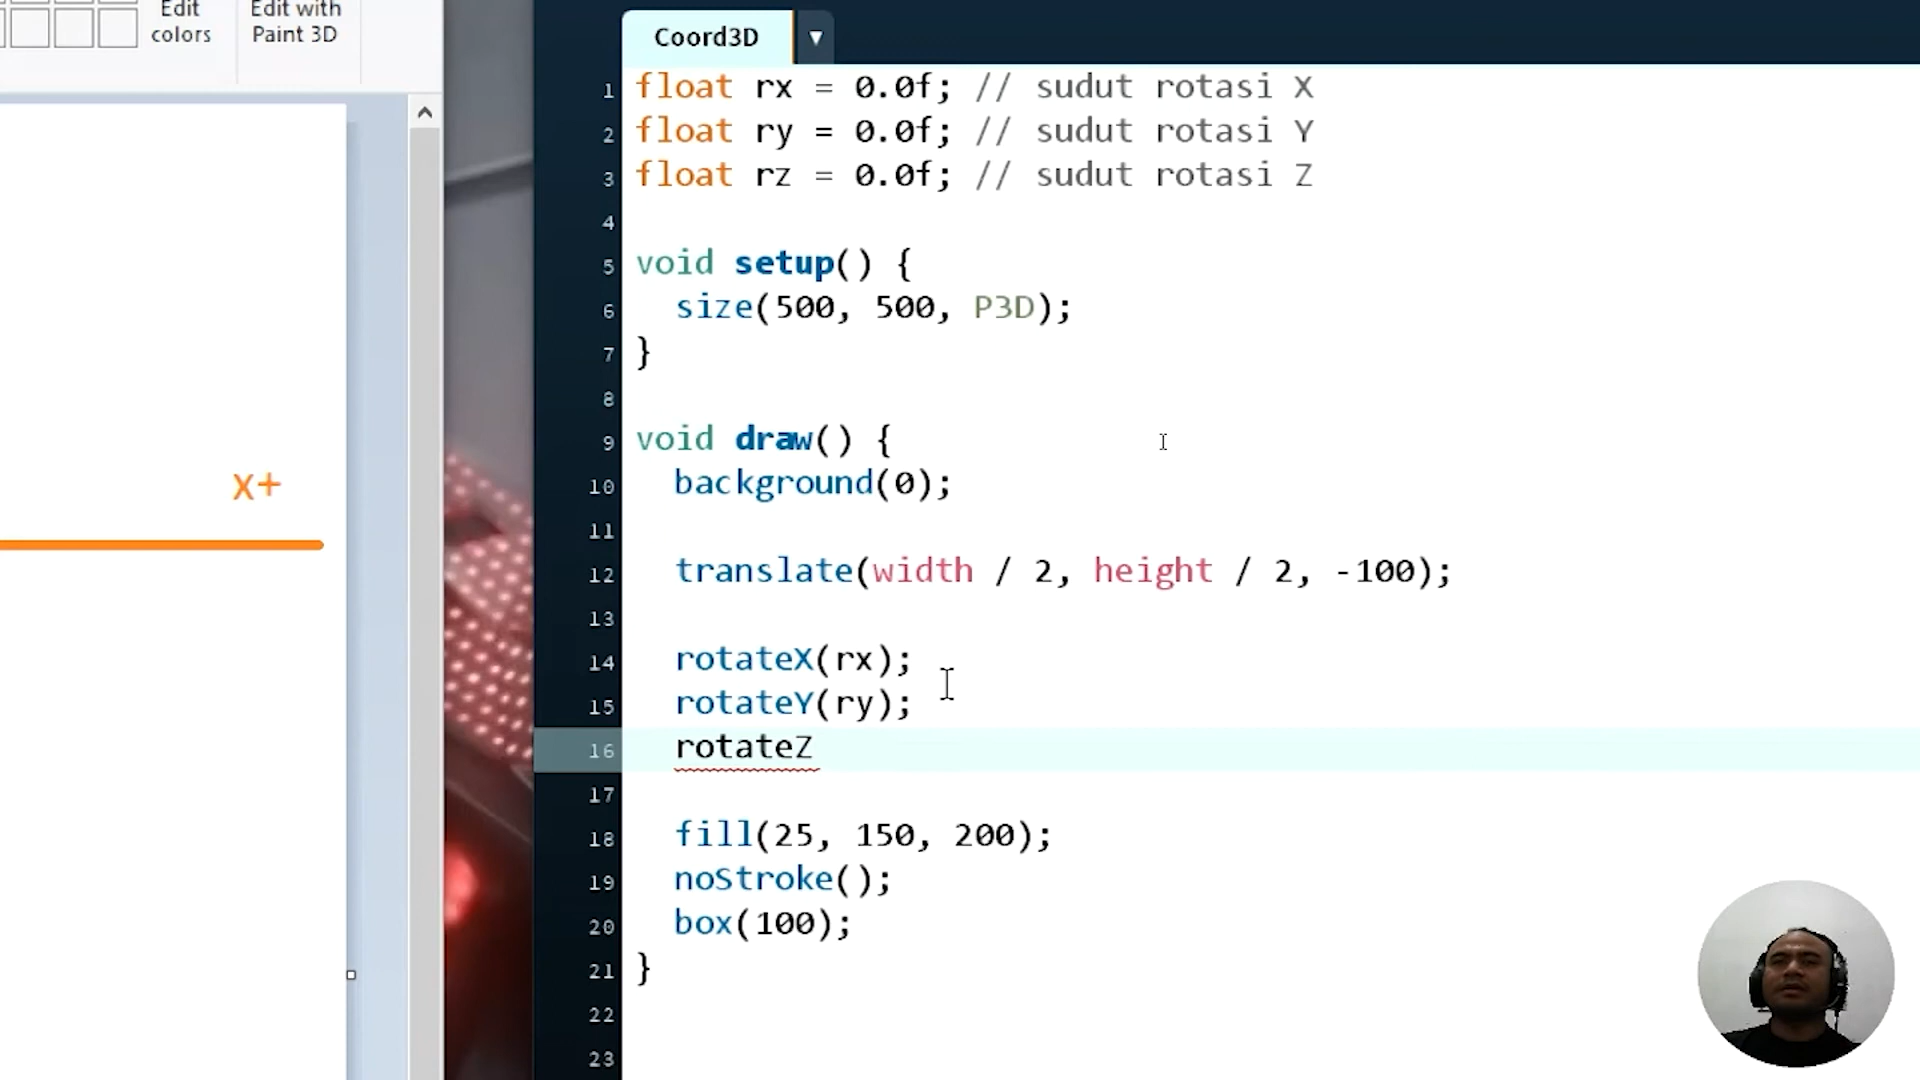 Edit
colors
Edit with
Paint 3D
x+
Coord3D
1 float rx = 0.0f; // sudut rotasi X
2 float ry = 0.0f; // sudut rotasi Y
3 float rz = 0.0f; // sudut rotasi Z
4
5 void setup() {
6 size(500, 500, P3D);
7 }
8
9 void draw() {
10 background(0);
11
12 translate(width / 2, height / 2, -100);
13
14 rotateX(rx);
15 rotateY(ry);
16 rotateZ
17
18 fill(25, 150, 200);
19 noStroke();
20 box(100);
21 }
22
23